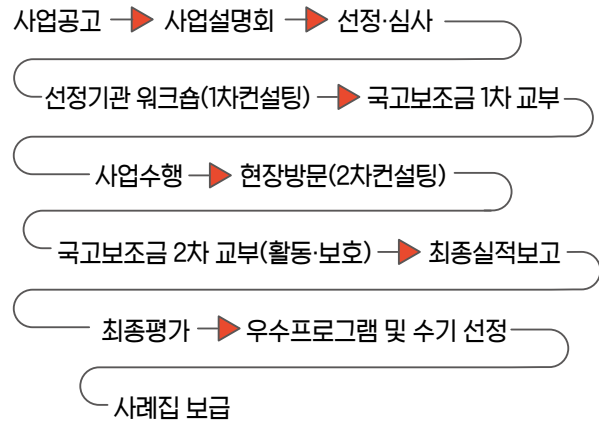 사업공고 사업설명회 선정·심사
선정기관 워크숍(1차컨설팅) 국고보조금 1차 교부
사업수행 현장방문(2차컨설팅)
국고보조금 2차 교부(활동·보호) 최종실적보고
최종평가 우수프로그램 및 수기 선정
사례집 보급